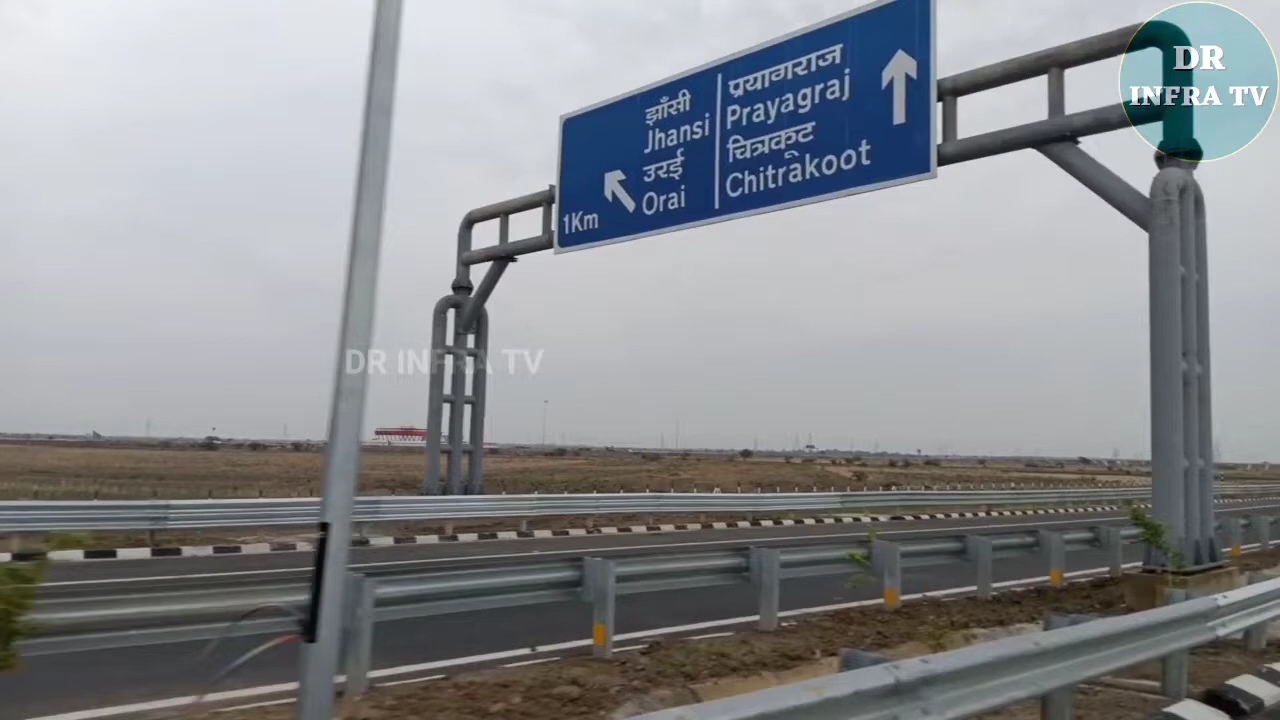 झाँसी
Jhansi
उरई
Orai
1Km
प्रयागराज
Prayagraj
चित्रकूट
Chitrakoot
DR
INFRA TV
DR INFRA TV